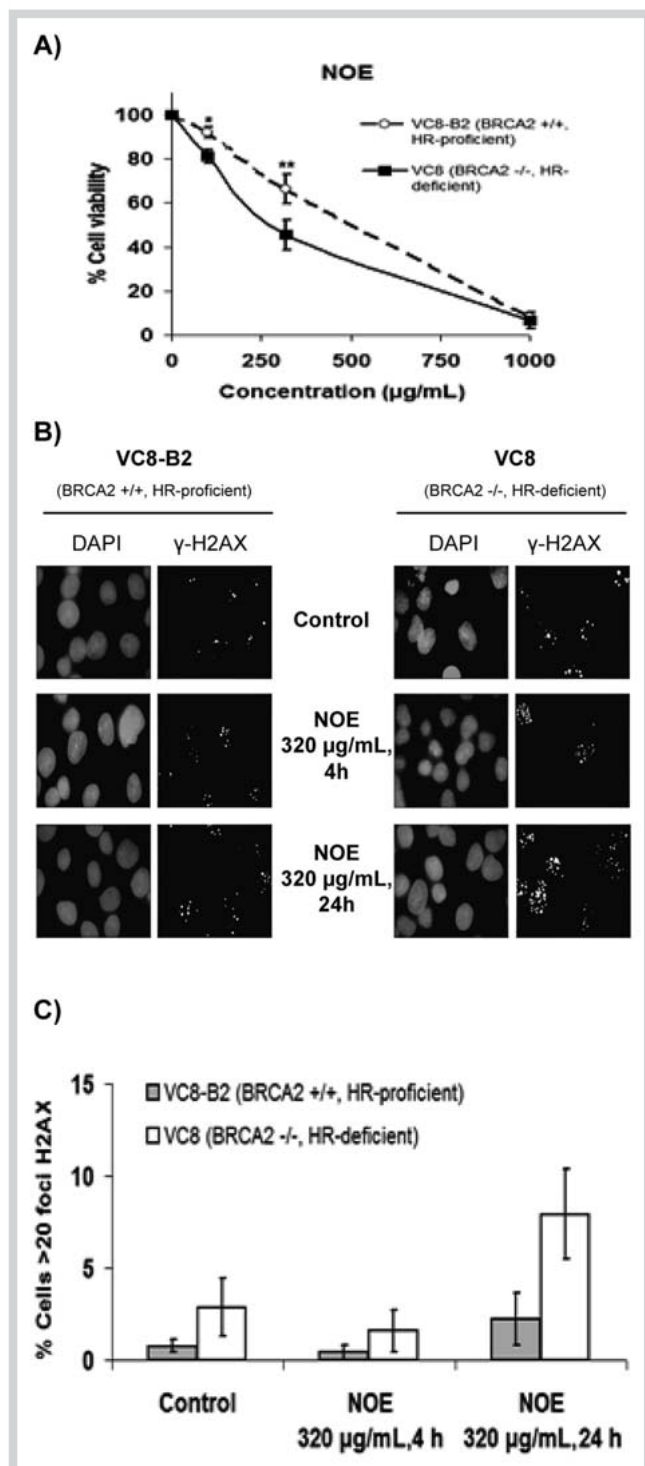 A)
NOE
100
80
60
40
20
0
% Cell viability
*
**
VC8-B2 (BRCA2 +/+,
HR-proficient)
VC8 (BRCA2 -/-, HR-
deficient)
0 250 500 750 1000
Concentration (µg/mL)
B)
VC8-B2
(BRCA2 +/+, HR-proficient)
VC8
(BRCA2 -/-, HR-deficient)
DAPI γ-H2AX
DAPI γ-H2AX
Control
NOE
320 µg/mL,
4h
NOE
320 µg/mL,
24h
C)
% Cells >20 foci H2AX
15
10
5
0
VC8-B2 (BRCA2 +/+, HR-proficient)
VC8 (BRCA2 -/-, HR-deficient)
Control
NOE
320 µg/mL,4 h
NOE
320 µg/mL,24 h